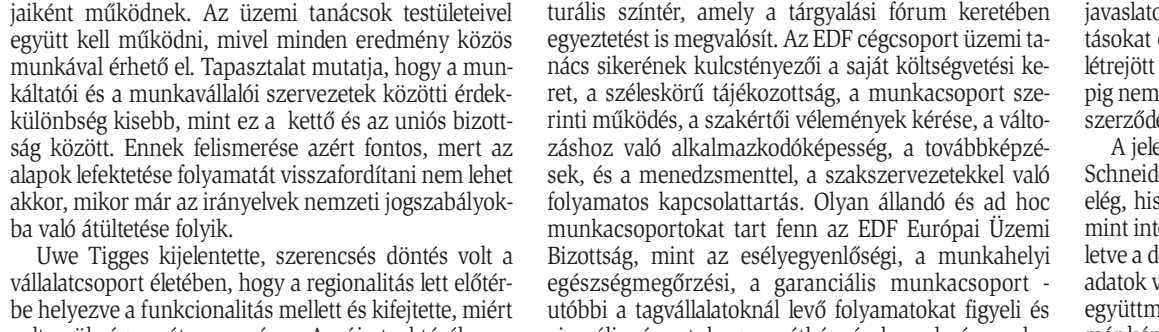 jaiként működnek. Az üzemi tanácsok testületeivel
együtt kell működni, mivel minden eredmény közös
munkával érhető el. Tapasztalat mutatja, hogy a mun-
káltatói és a munkavállalói szervezetek közötti érdek-
különbség kisebb, mint ez a  kettő és az uniós bizott-
ság között. Ennek felismerése azért fontos, mert az
alapok lefektetése folyamatát visszafordítani nem lehet
akkor, mikor már az irányelvek nemzeti jogszabályok-
ba való átültetése folyik.
Uwe Tigges kijelentette, szerencsés döntés volt a
vállalatcsoport életében, hogy a regionalitás lett előtér-
be helyezve a funkcionalitás mellett és kifejtette, miért
turális színtér, amely a tárgyalási fórum keretében
egyeztetést is megvalósít. Az EDF cégcsoport üzemi ta-
nács sikerének kulcstényezői a saját költségvetési ke-
ret, a széleskörű tájékozottság, a munkacsoport sze-
rinti működés, a szakértői vélemények kérése, aválto-
záshoz való alkalmazkodóképesség, a továbbképzé-
sek, és a menedzsmenttel, a szakszervezetekkel való
folyamatos kapcsolattartás. Olyan állandó és ad hoc
munkacsoportokat tart fenn az EDF Európai Üzemi
Bizottság, mint az esélyegyenlőségi, a munkahelyi
egészségmegőrzési, a garanciális munkacsoport -
utóbbi a tagvállalatoknál levő folyamatokat figyeli és
javaslato
tásokat
létrejött
pig nem
szerződé
A jele
Schneide
elég, his
mint inte
letve a d
adatok v
együttm